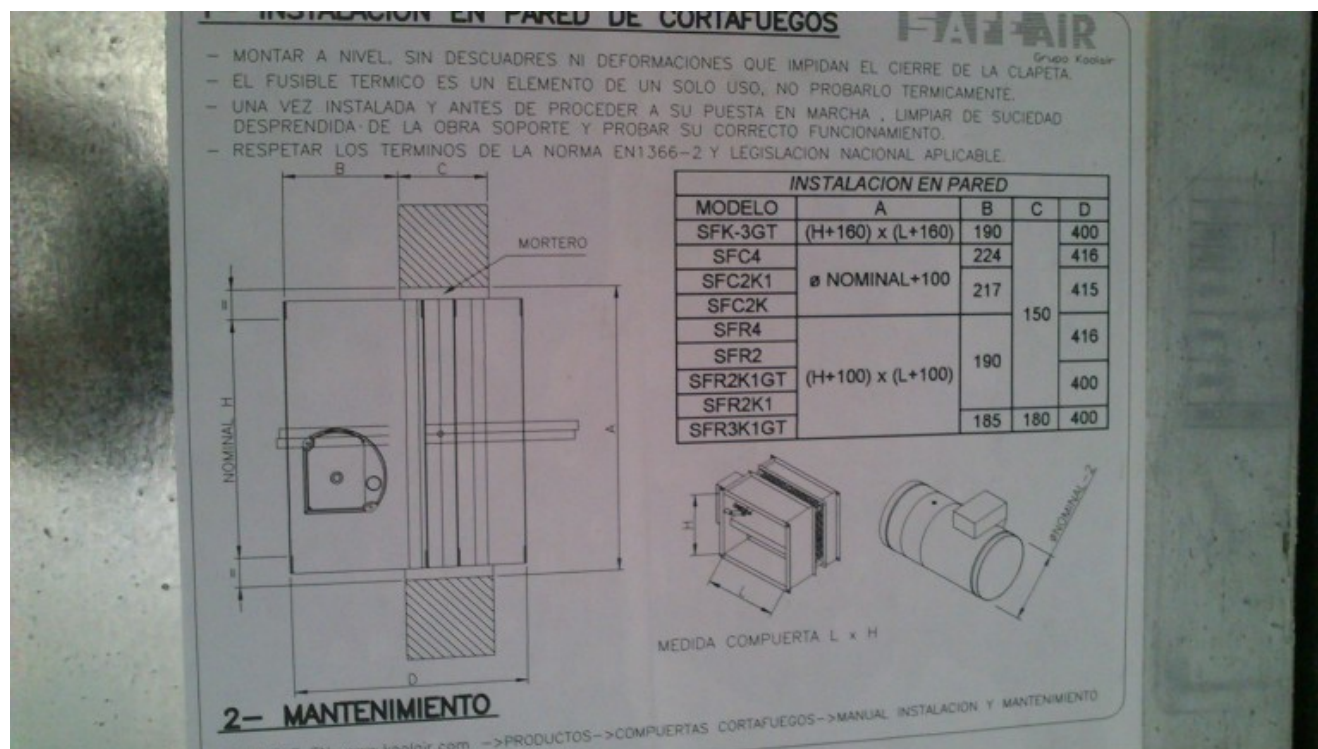 1- INSTALACION EN PARED DE CORTAFUEGOS
SAFE-AIR
Grupo Koolair
- MONTAR A NIVEL, SIN DESCUADRES NI DEFORMACIONES QUE IMPIDAN EL CIERRE DE LA CLAPETA.
- EL FUSIBLE TERMICO ES UN ELEMENTO DE UN SOLO USO, NO PROBARLO TERMICAMENTE.
- UNA VEZ INSTALADA Y ANTES DE PROCEDER A SU PUESTA EN MARCHA , LIMPIAR DE SUCIEDAD
DESPRENDIDA DE LA OBRA SOPORTE Y PROBAR SU CORRECTO FUNCIONAMIENTO.
- RESPETAR LOS TERMINOS DE LA NORMA EN1366-2 Y LEGISLACION NACIONAL APLICABLE.
B C
MORTERO
=
NOMINAL H
A
=
D
INSTALACION EN PARED
MODELO A B C D
SFK-3GT (H+160) x (L+160) 190 400
SFC4 224 416
SFC2K1 ø NOMINAL+100 217 415
SFC2K
150
SFR4 416
SFR2 190
SFR2K1GT (H+100) x (L+100) 400
SFR2K1
SFR3K1GT 185 180 400
H
L
øNOMINAL-2
MEDIDA COMPUERTA L x H
2- MANTENIMIENTO
->PRODUCTOS->COMPUERTAS CORTAFUEGOS->MANUAL INSTALACION Y MANTENIMIENTO